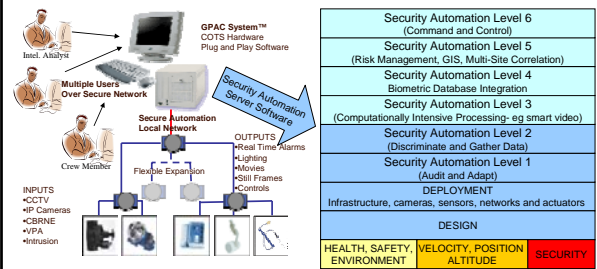 GPAC System™
COTS Hardware
Plug and Play Software
Intel. Analyst
Multiple Users
Over Secure Network
Crew Member
Secure Automation
Local Network
Security Automation
Server Software
Flexible Expansion
OUTPUTS
•Real Time Alarms
•Lighting
•Movies
•Still Frames
•Controls
INPUTS
•CCTV
•IP Cameras
•CBRNE
•VPA
•Intrusion
Security Automation Level 6
(Command and Control)
Security Automation Level 5
(Risk Management, GIS, Multi-Site Correlation)
Security Automation Level 4
Biometric Database Integration
Security Automation Level 3
(Computationally Intensive Processing- eg smart video)
Security Automation Level 2
(Discriminate and Gather Data)
Security Automation Level 1
(Audit and Adapt)
DEPLOYMENT
Infrastructure, cameras, sensors, networks and actuators
DESIGN
HEALTH, SAFETY,
ENVIRONMENT
VELOCITY, POSITION
ALTITUDE
SECURITY